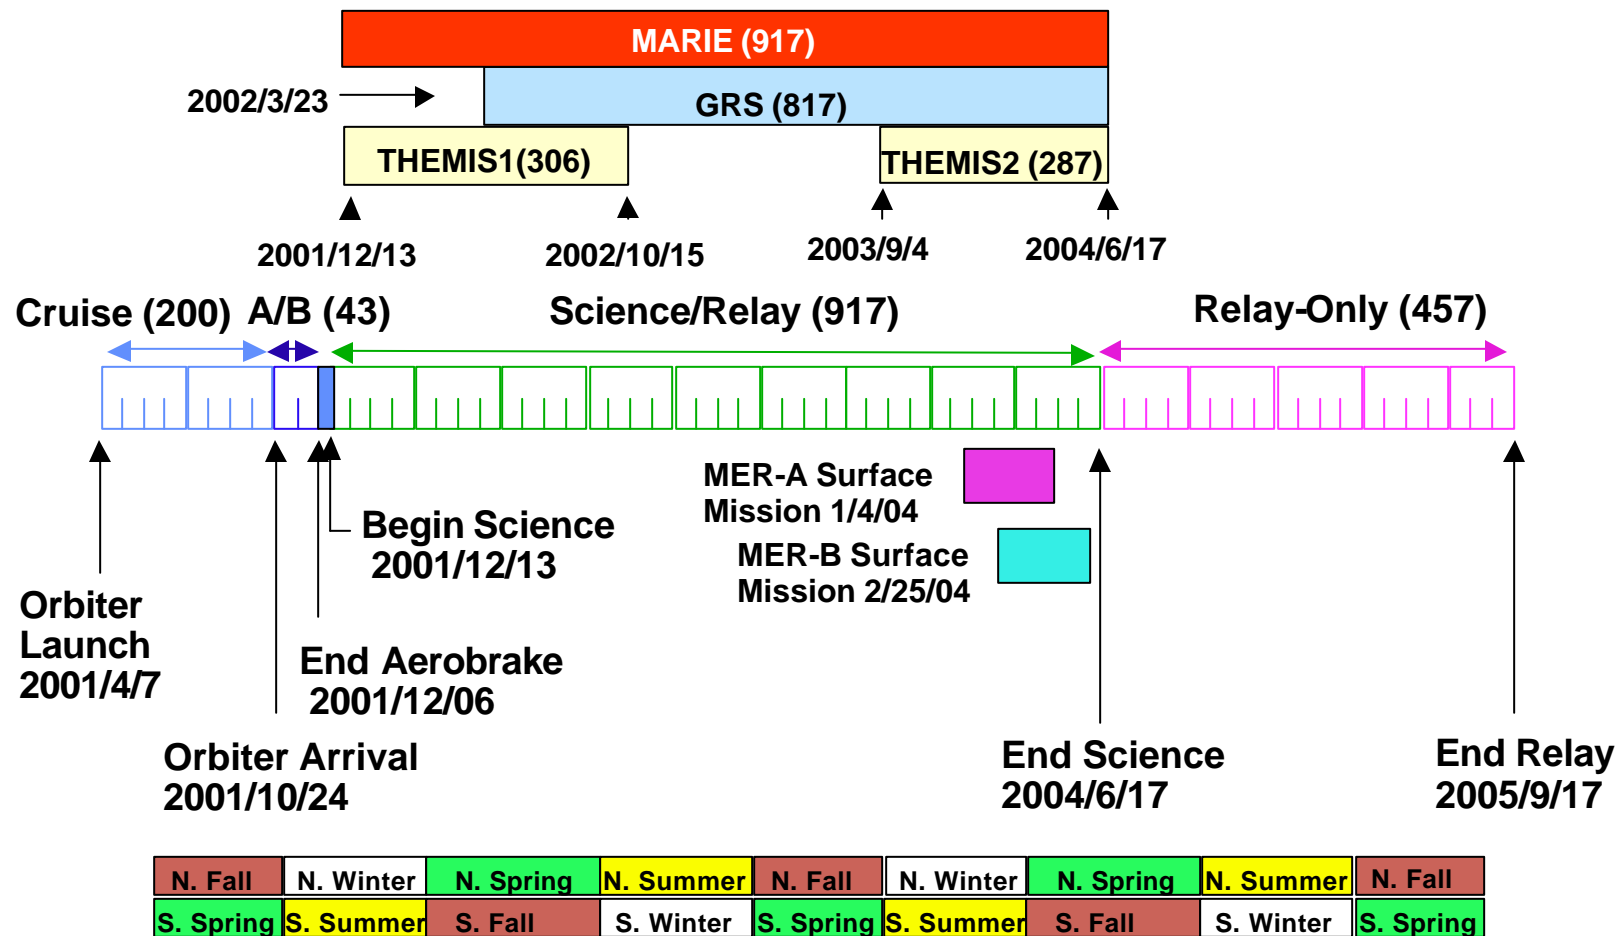 MARIE (917)
2002/3/23
GRS (817)
THEMIS1(306)
THEMIS2 (287)
2001/12/13
2002/10/15
2003/9/4
2004/6/17
Cruise (200)
A/B (43)
Science/Relay (917)
Relay-Only (457)
MER-A Surface
Mission 1/4/04
MER-B Surface
Mission 2/25/04
Begin Science
2001/12/13
Orbiter
Launch
2001/4/7
End Aerobrake
2001/12/06
Orbiter Arrival
2001/10/24
End Science
2004/6/17
End Relay
2005/9/17
N. Fall N. Winter N. Spring N. Summer N. Fall N. Winter N. Spring N. Summer N. Fall
S. Spring S. Summer S. Fall S. Winter S. Spring S. Summer S. Fall S. Winter S. Spring